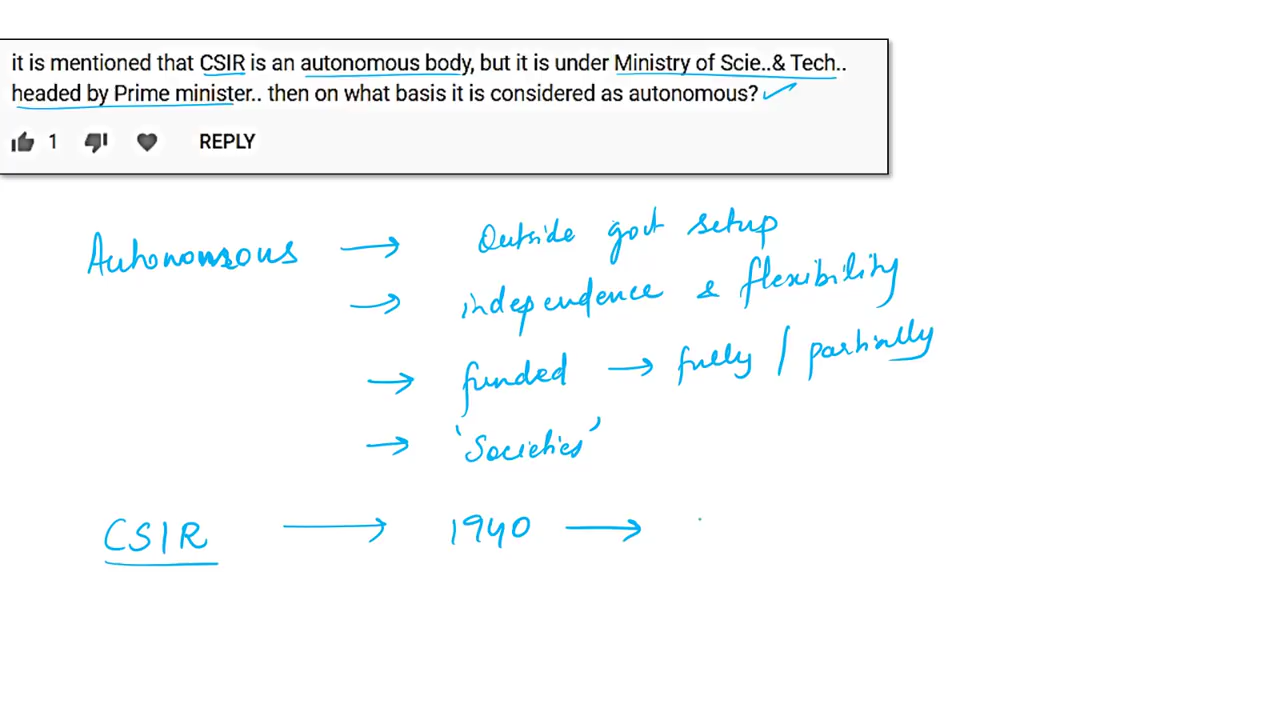 it is mentioned that CSIR is an autonomous body, but it is under Ministry of Scie..& Tech..
headed by Prime minister.. then on what basis it is considered as autonomous?
1 REPLY
Autonomous → Outside govt setup
→ independence & flexibility
→ funded → fully / partially
→ 'Societies'
CSIR → 1940 →